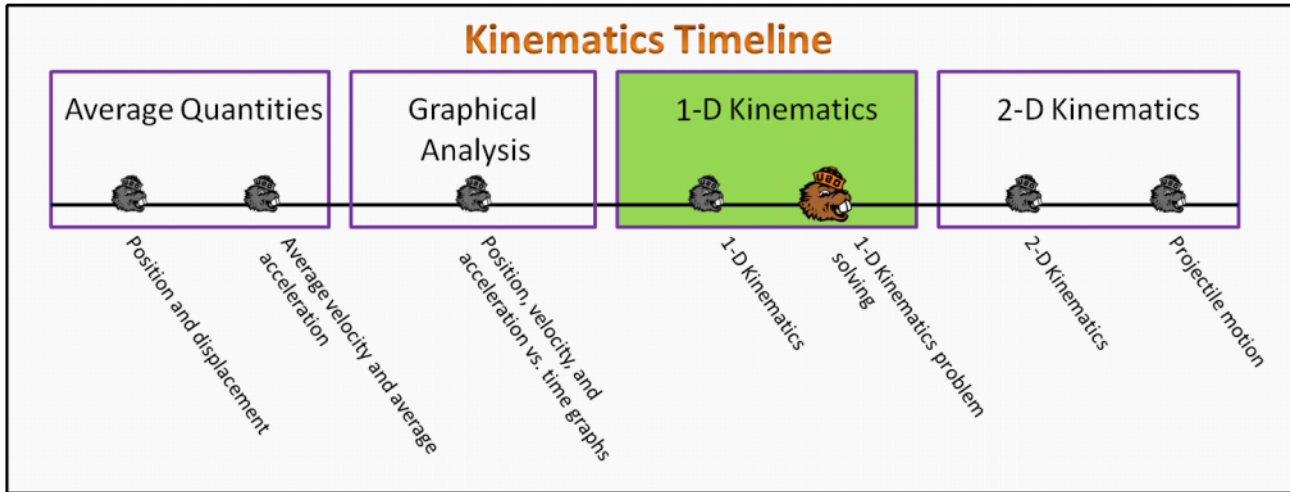 Kinematics Timeline
Average Quantities
Graphical
Analysis
1-D Kinematics
2-D Kinematics
Position and displacement
Average velocity and average
acceleration
Position, velocity, and
acceleration vs. time graphs
1-D Kinematics
1-D Kinematics problem
solving
2-D Kinematics
Projectile motion